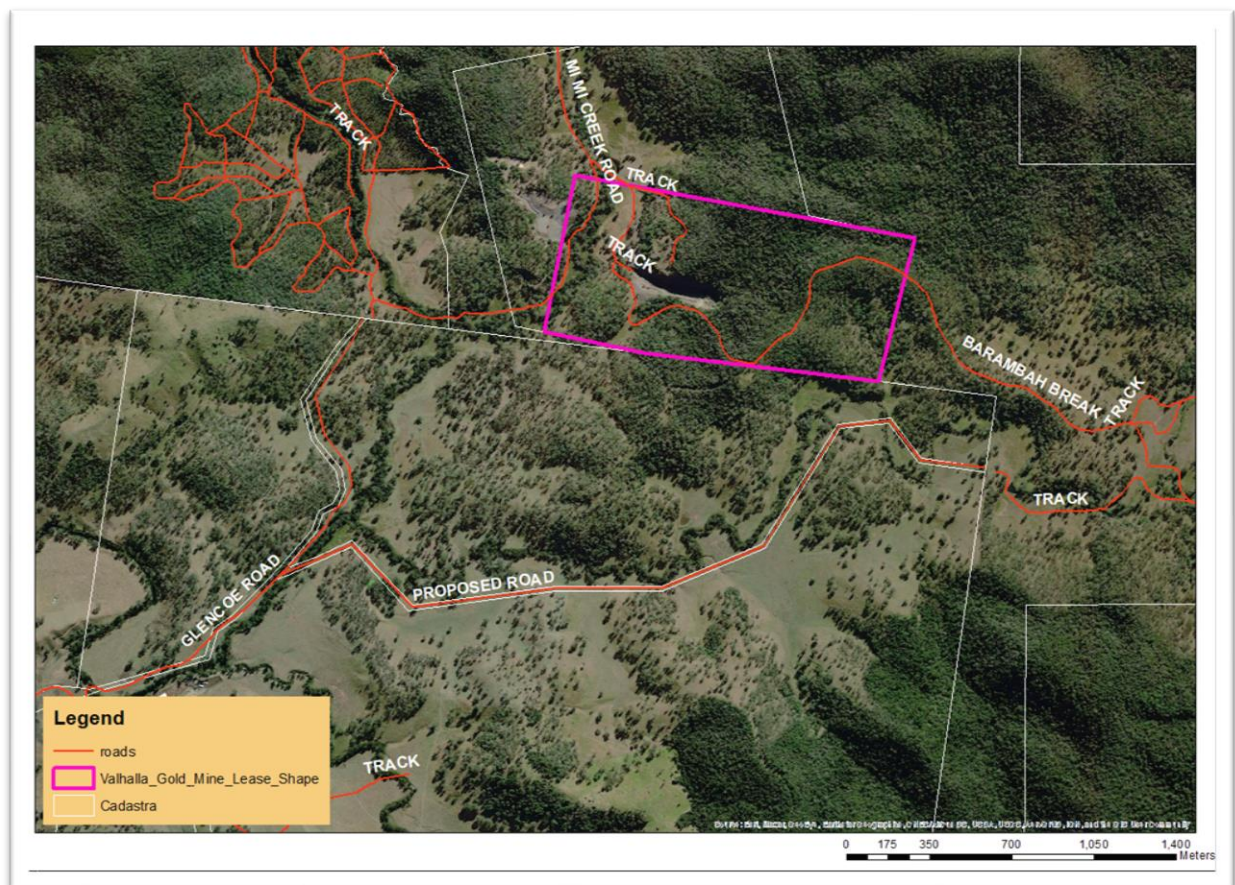 MI MI CREEK ROAD
TRACK
TRACK
TRACK
BARAMBAH BREAK
TRACK
TRACK
PROPOSED ROAD
GLENCOE ROAD
TRACK
Legend
roads
Valhalla_Gold_Mine_Lease_Shape
Cadastra
0 175 350 700 1,050 1,400
Meters